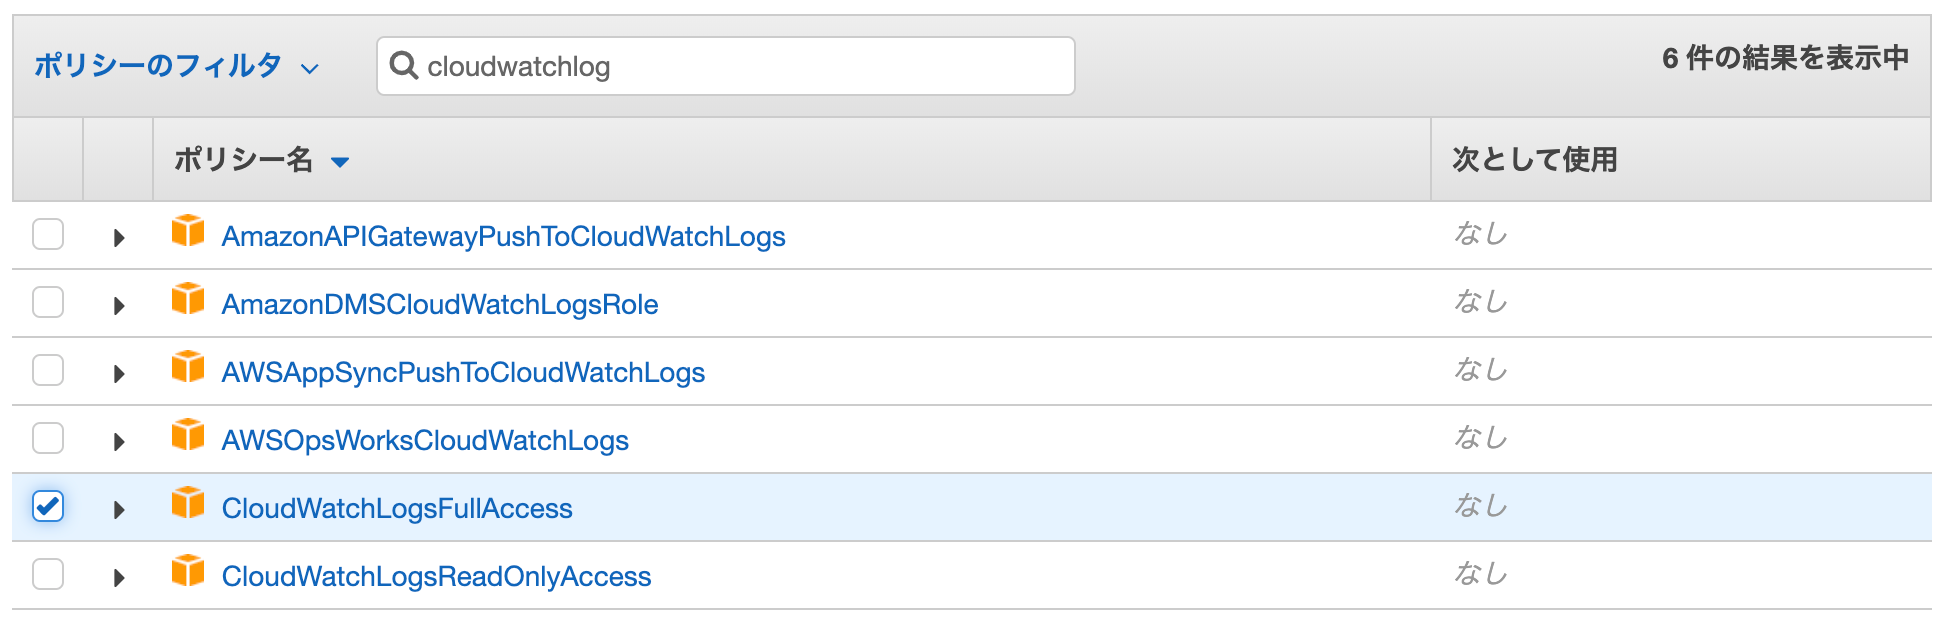 ポリシーのフィルタ cloudwatchlog 6 件の結果を表示中
ポリシー名 次として使用
AmazonAPIGatewayPushToCloudWatchLogs なし
AmazonDMSCloudWatchLogsRole なし
AWSAppSyncPushToCloudWatchLogs なし
AWSOpsWorksCloudWatchLogs なし
CloudWatchLogsFullAccess なし
CloudWatchLogsReadOnlyAccess なし